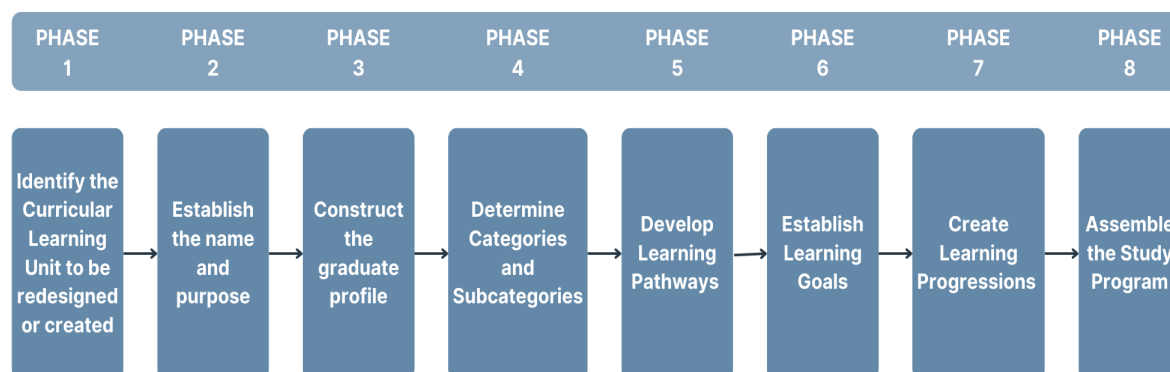 PHASE
1
PHASE
2
PHASE
3
PHASE
4
PHASE
5
PHASE
6
PHASE
7
PHASE
8
Identify the
Curricular
Learning
Unit to be
redesigned
or created
Establish
the name
and
purpose
Construct
the
graduate
profile
Determine
Categories
and
Subcategories
Develop
Learning
Pathways
Establish
Learning
Goals
Create
Learning
Progressions
Assemble
the Study
Program